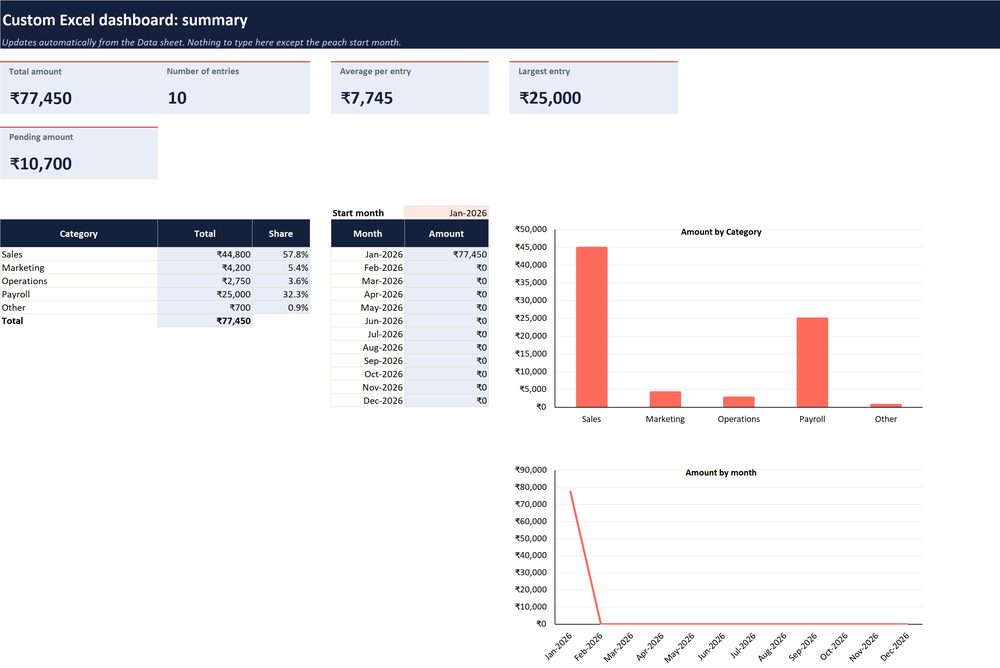 Custom Excel dashboard: summary
Updates automatically from the Data sheet. Nothing to type here except the peach start month.
Total amount Number of entries Average per entry Largest entry
₹77,450 10 ₹7,745 ₹25,000
Pending amount
₹10,700
Start month Jan-2026
Category Total Share
Sales ₹44,800 57.8%
Marketing ₹4,200 5.4%
Operations ₹2,750 3.6%
Payroll ₹25,000 32.3%
Other ₹700 0.9%
Total ₹77,450
Month Amount
Jan-2026 ₹77,450
Feb-2026 ₹0
Mar-2026 ₹0
Apr-2026 ₹0
May-2026 ₹0
Jun-2026 ₹0
Jul-2026 ₹0
Aug-2026 ₹0
Sep-2026 ₹0
Oct-2026 ₹0
Nov-2026 ₹0
Dec-2026 ₹0
Amount by Category
₹50,000
₹45,000
₹40,000
₹35,000
₹30,000
₹25,000
₹20,000
₹15,000
₹10,000
₹5,000
₹0
Sales Marketing Operations Payroll Other
Amount by month
₹90,000
₹80,000
₹70,000
₹60,000
₹50,000
₹40,000
₹30,000
₹20,000
₹10,000
₹0
Jan-2026 Feb-2026 Mar-2026 Apr-2026 May-2026 Jun-2026 Jul-2026 Aug-2026 Sep-2026 Oct-2026 Nov-2026 Dec-2026